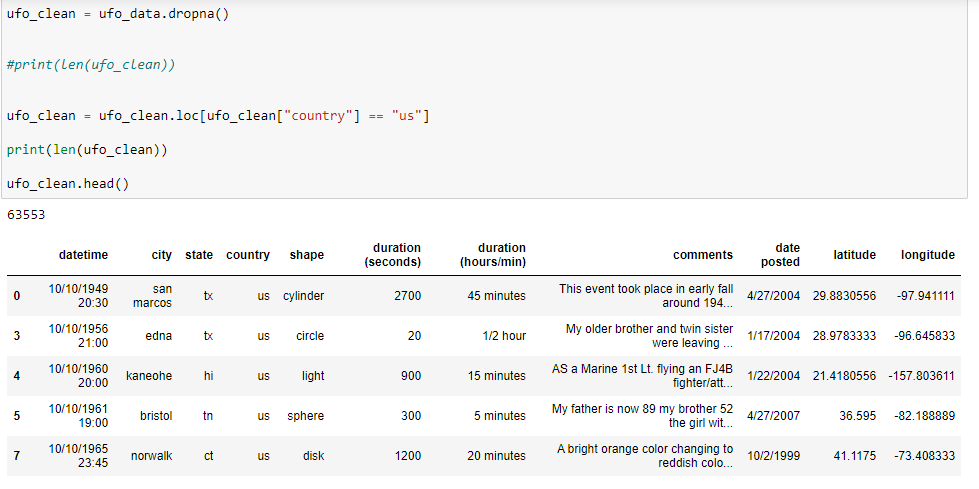 ufo_clean = ufo_data.dropna()
#print(len(ufo_clean))
ufo_clean = ufo_clean.loc[ufo_clean["country"] == "us"]
print(len(ufo_clean))
ufo_clean.head()
63553
datetime city state country shape duration (seconds) duration (hours/min) comments date posted latitude longitude
0 10/10/1949 20:30 san marcos tx us cylinder 2700 45 minutes This event took place in early fall around 194... 4/27/2004 29.8830556 -97.941111
3 10/10/1956 21:00 edna tx us circle 20 1/2 hour My older brother and twin sister were leaving ... 1/17/2004 28.9783333 -96.645833
4 10/10/1960 20:00 kaneohe hi us light 900 15 minutes AS a Marine 1st Lt. flying an FJ4B fighter/att... 1/22/2004 21.4180556 -157.803611
5 10/10/1961 19:00 bristol tn us sphere 300 5 minutes My father is now 89 my brother 52 the girl wit... 4/27/2007 36.595 -82.188889
7 10/10/1965 23:45 norwalk ct us disk 1200 20 minutes A bright orange color changing to reddish colo... 10/2/1999 41.1175 -73.408333